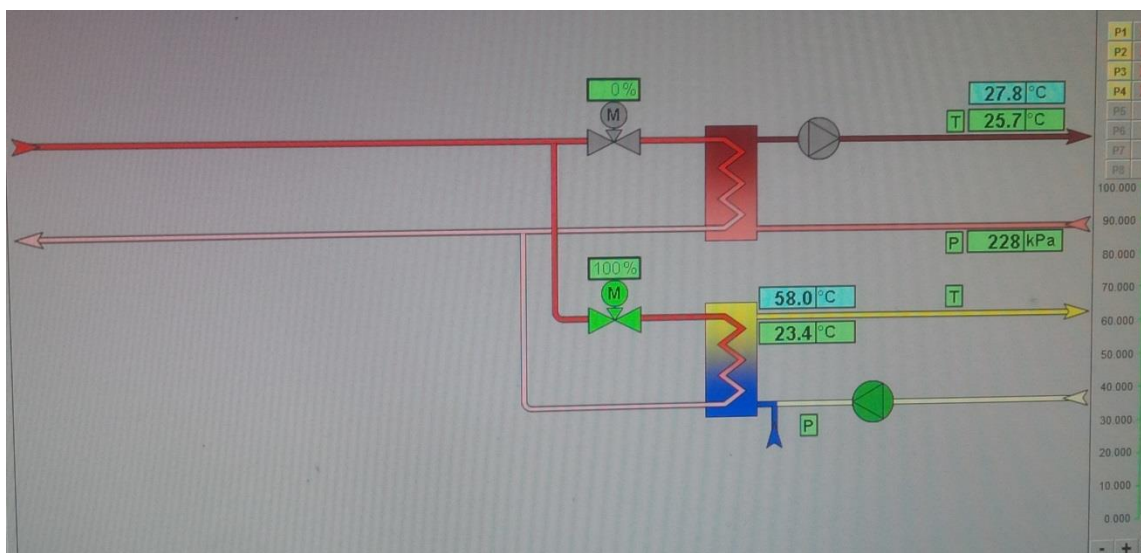 0%
M
27.8 °C
T 25.7 °C
P 228 kPa
100%
M
58.0 °C
T
23.4 °C
P
P1
P2
P3
P4
P5
P6
P7
P8
100.000
90.000
80.000
70.000
60.000
50.000
40.000
30.000
20.000
10.000
0.000
- +